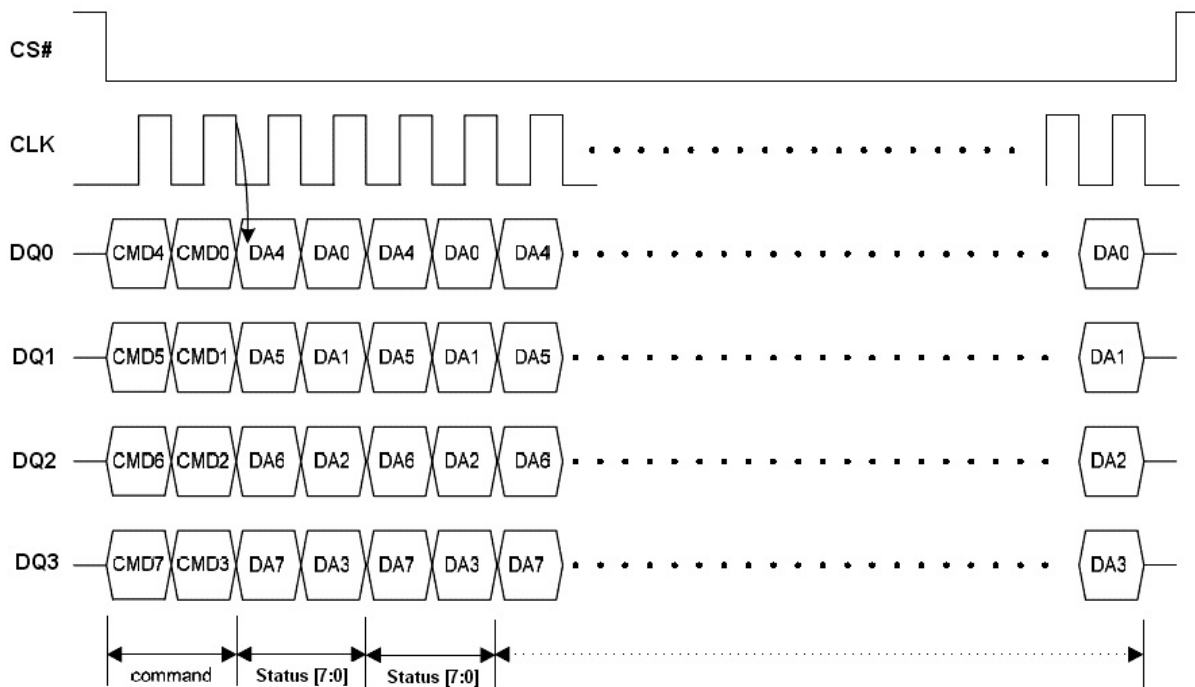 CS#
CLK
DQ0 CMD4 CMD0 DA4 DA0 DA4 DA0 DA4 DA0
DQ1 CMD5 CMD1 DA5 DA1 DA5 DA1 DA5 DA1
DQ2 CMD6 CMD2 DA6 DA2 DA6 DA2 DA6 DA2
DQ3 CMD7 CMD3 DA7 DA3 DA7 DA3 DA7 DA3
command Status [7:0] Status [7:0]